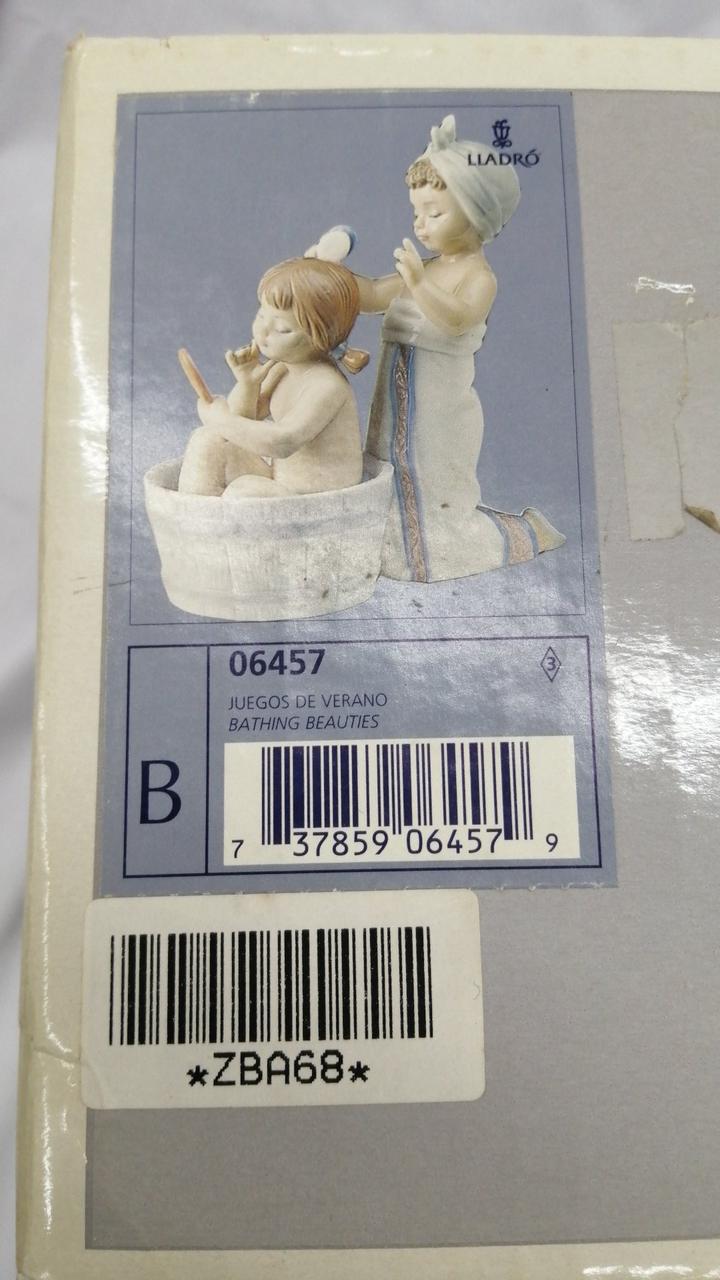 LLADRÓ
06457
3
JUEGOS DE VERANO
BATHING BEAUTIES
B
7 37859 06457 9
*ZBA68*